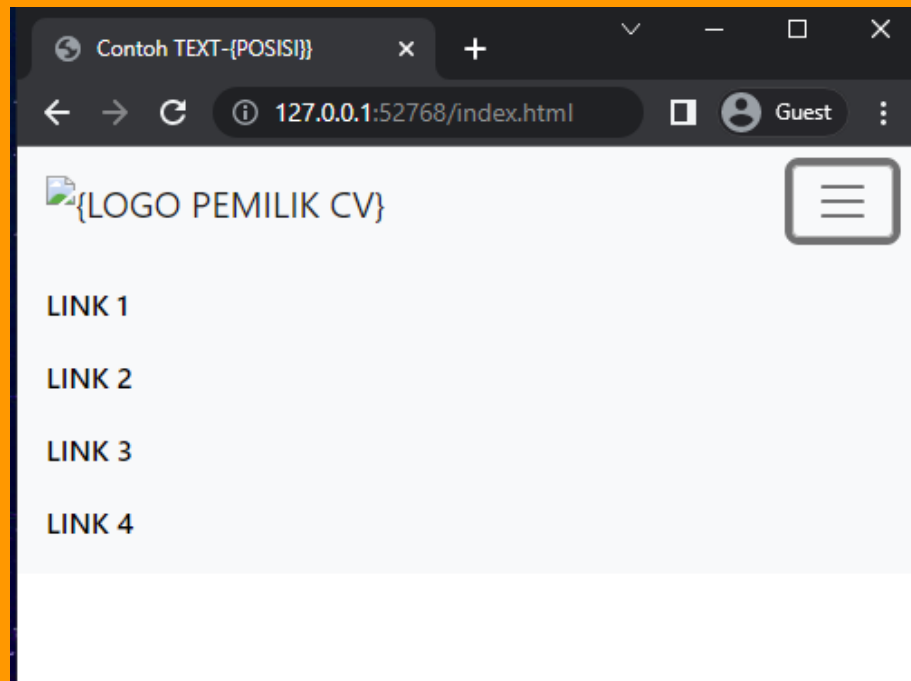 Contoh TEXT-{POSISI}}
127.0.0.1:52768/index.html
Guest
{LOGO PEMILIK CV}
LINK 1
LINK 2
LINK 3
LINK 4